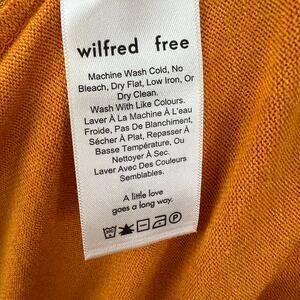 wilfred free
Machine Wash Cold, No
Bleach, Dry Flat, Low Iron, Or
Dry Clean.
Wash With Like Colours.
Laver À La Machine À L'eau
Froide, Pas De Blanchiment,
Sécher À Plat, Repasser À
Basse Température, Ou
Nettoyer À Sec.
Laver Avec Des Couleurs
Semblables.
A little love
goes a long way.